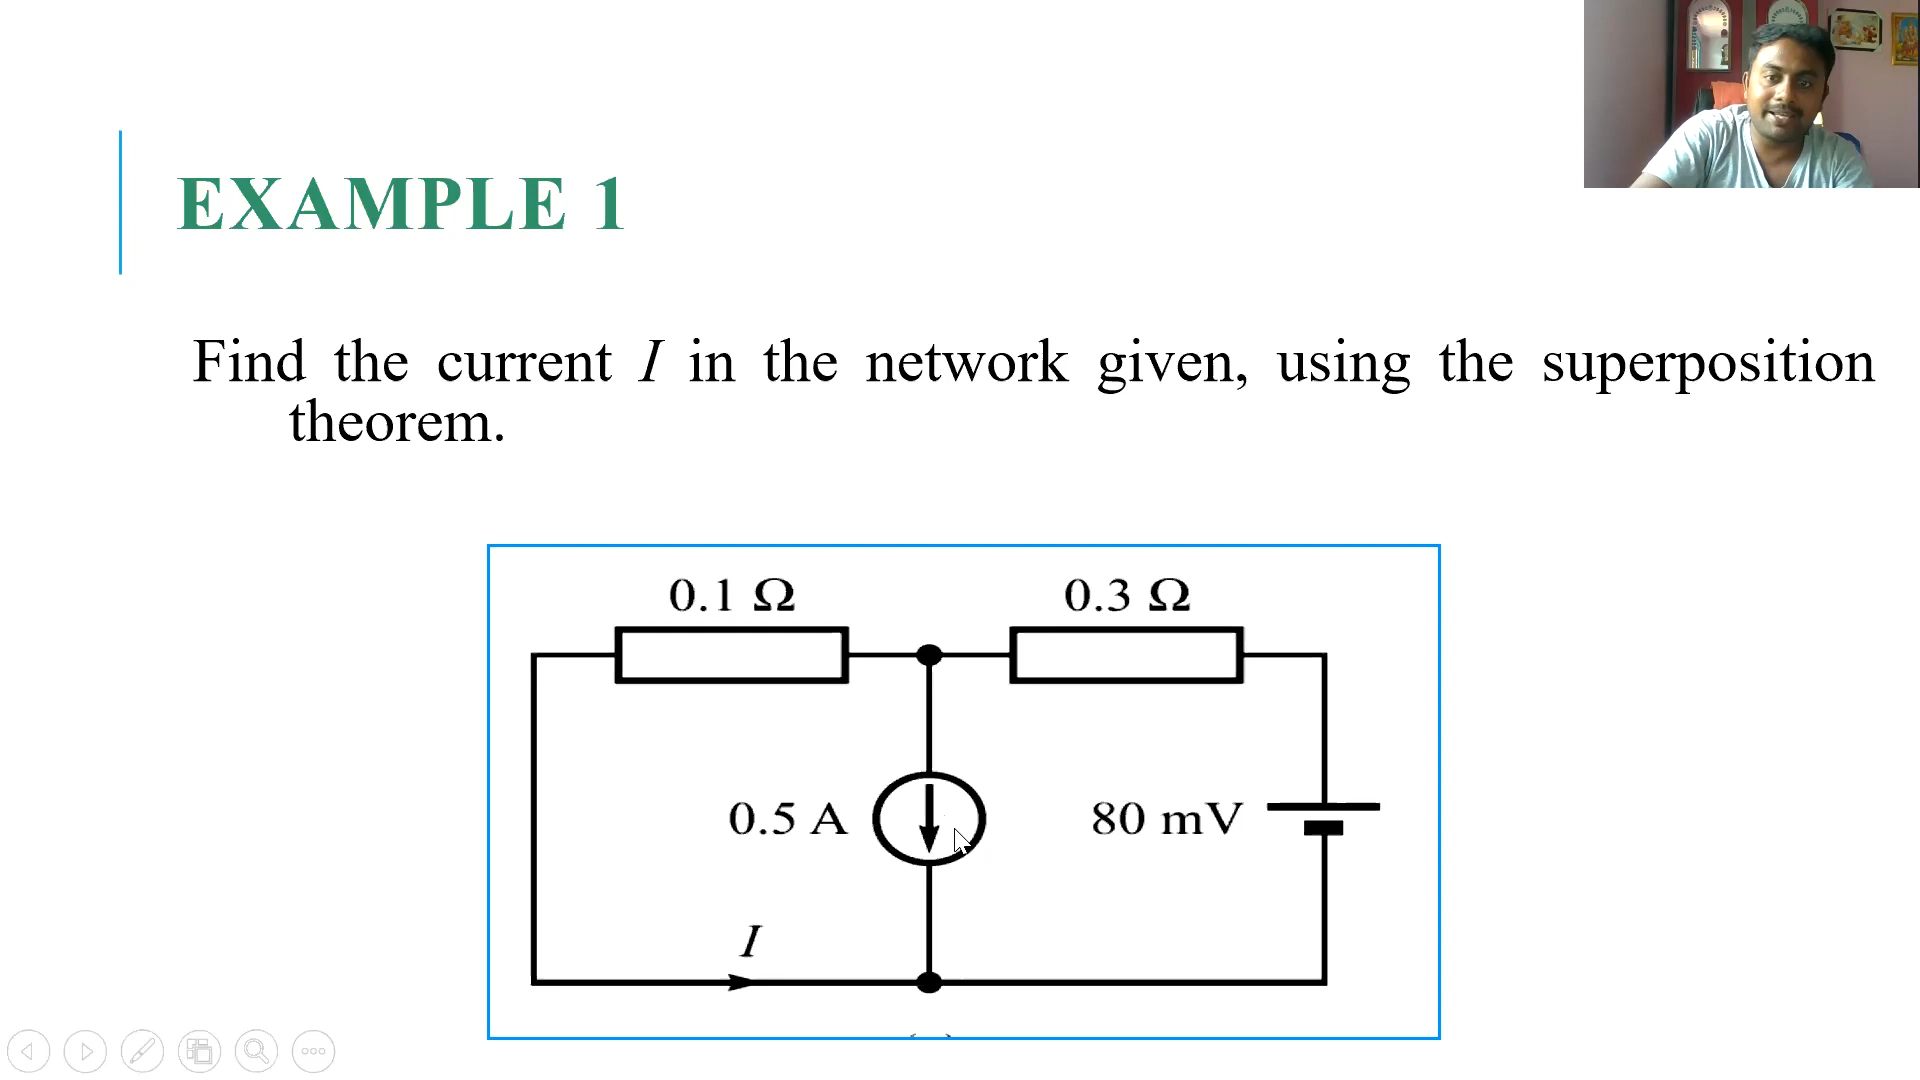 EXAMPLE 1
Find the current I in the network given, using the superposition
theorem.
0.1 Ω
0.3 Ω
0.5 A
80 mV
I